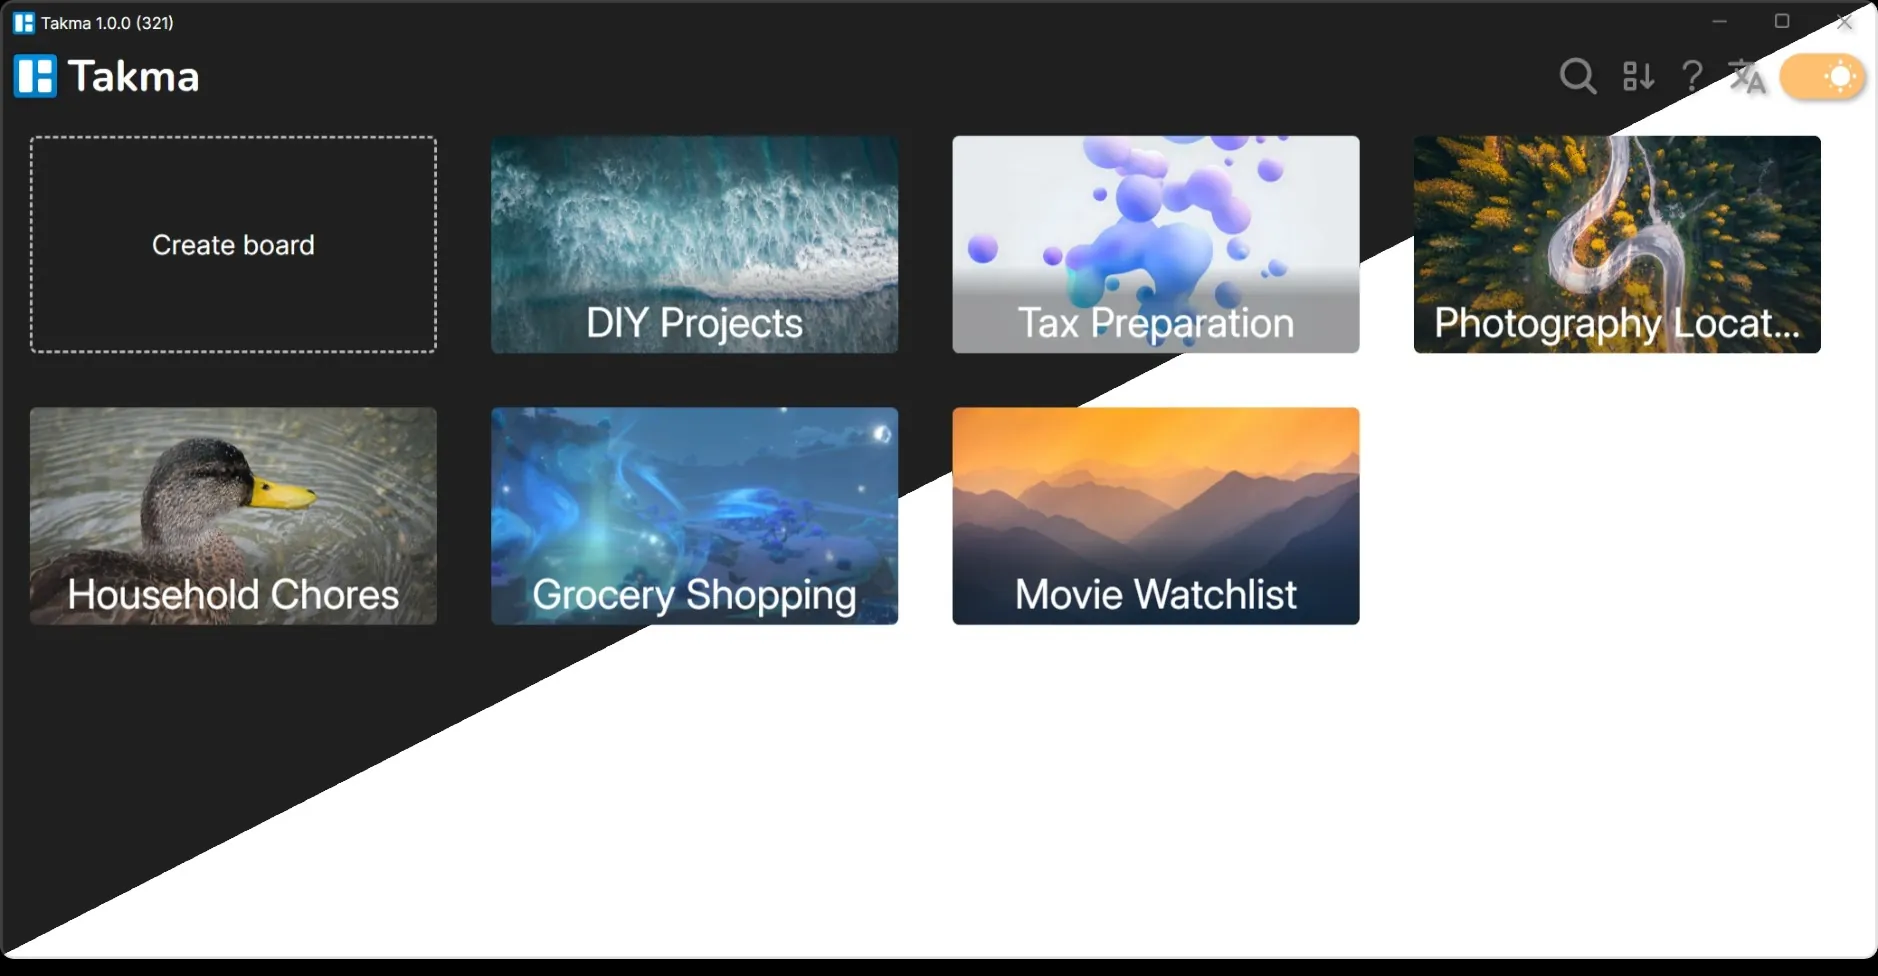 Takma 1.0.0 (321)
Takma
Create board
DIY Projects
Tax Preparation
Photography Locat...
Household Chores
Grocery Shopping
Movie Watchlist